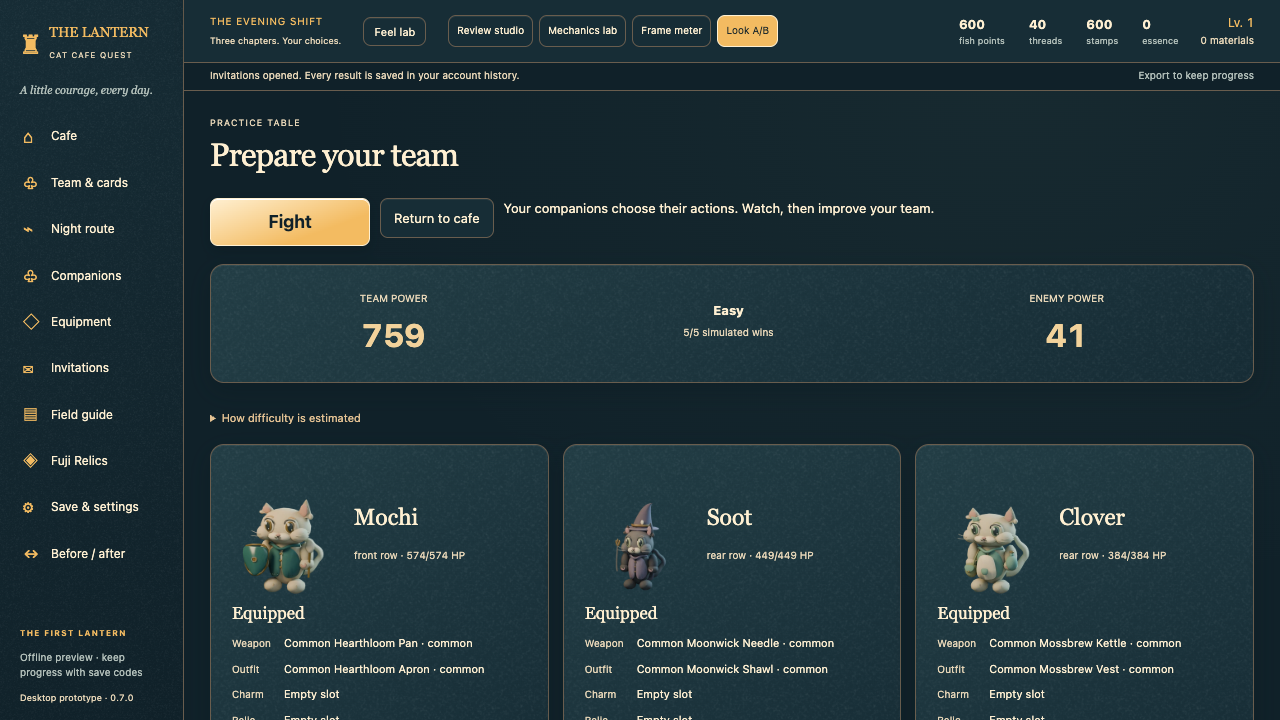 THE LANTERN
CAT CAFE QUEST
A little courage, every day.
Cafe
Team & cards
Night route
Companions
Equipment
Invitations
Field guide
Fuji Relics
Save & settings
Before / after
THE FIRST LANTERN
Offline preview · keep
progress with save codes
Desktop prototype · 0.7.0
THE EVENING SHIFT
Three chapters. Your choices.
Feel lab
Review studio
Mechanics lab
Frame meter
Look A/B
600
fish points
40
threads
600
stamps
0
essence
Lv. 1
0 materials
Invitations opened. Every result is saved in your account history.
Export to keep progress
PRACTICE TABLE
Prepare your team
Fight
Return to cafe
Your companions choose their actions. Watch, then improve your team.
TEAM POWER
759
Easy
5/5 simulated wins
ENEMY POWER
41
How difficulty is estimated
Mochi
front row · 574/574 HP
Equipped
Weapon Common Hearthloom Pan · common
Outfit Common Hearthloom Apron · common
Charm Empty slot
Relic Empty slot
Soot
rear row · 449/449 HP
Equipped
Weapon Common Moonwick Needle · common
Outfit Common Moonwick Shawl · common
Charm Empty slot
Relic Empty slot
Clover
rear row · 384/384 HP
Equipped
Weapon Common Mossbrew Kettle · common
Outfit Common Mossbrew Vest · common
Charm Empty slot
Relic Empty slot